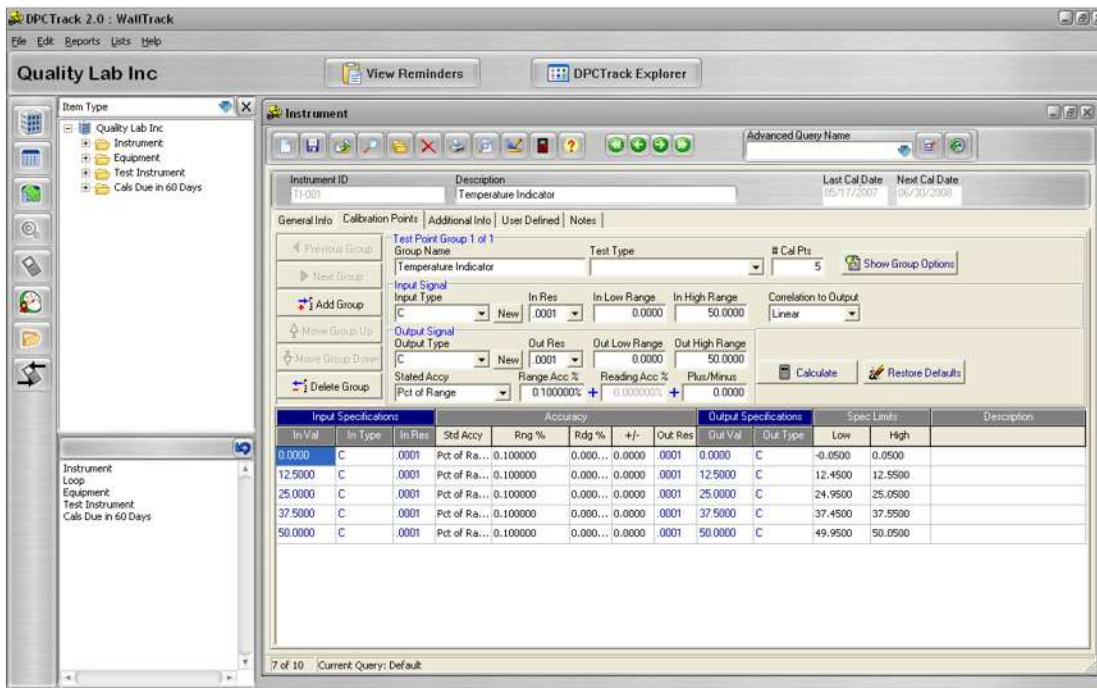 DPCTrack 2.0 : WallTrack
File Edit Reports Lists Help
Quality Lab Inc
View Reminders
DPCTrack Explorer
Item Type
Quality Lab Inc
Instrument
Equipment
Test Instrument
Cals Due in 60 Days
Instrument
Loop
Equipment
Test Instrument
Cals Due in 60 Days
Instrument
Advanced Query Name
Instrument ID Description Last Cal Date Next Cal Date
TI-001 Temperature Indicator 05/17/2007 06/30/2008
General Info Calibration Points Additional Info User Defined Notes
Previous Group
Next Group
Add Group
Move Group Up
Move Group Down
Delete Group
Test Point Group 1 of 1
Group Name Test Type # Cal Pts
Temperature Indicator 5 Show Group Options
Input Signal
Input Type In Res In Low Range In High Range Correlation to Output
C New .0001 0.0000 50.0000 Linear
Output Signal
Output Type Out Res Out Low Range Out High Range
C New .0001 0.0000 50.0000
Stated Accy Range Acc % Reading Acc % Plus/Minus
Pct of Range 0.100000% + 0.000000% + 0.0000
Calculate Restore Defaults
Input Specifications Accuracy Output Specifications Spec Limits Description
In Val In Type In Res Std Accy Rng % Rdg % +/- Out Res Out Val Out Type Low High
0.0000 C .0001 Pct of Ra... 0.100000 0.000... 0.0000 .0001 0.0000 C -0.0500 0.0500
12.5000 C .0001 Pct of Ra... 0.100000 0.000... 0.0000 .0001 12.5000 C 12.4500 12.5500
25.0000 C .0001 Pct of Ra... 0.100000 0.000... 0.0000 .0001 25.0000 C 24.9500 25.0500
37.5000 C .0001 Pct of Ra... 0.100000 0.000... 0.0000 .0001 37.5000 C 37.4500 37.5500
50.0000 C .0001 Pct of Ra... 0.100000 0.000... 0.0000 .0001 50.0000 C 49.9500 50.0500
7 of 10 Current Query: Default